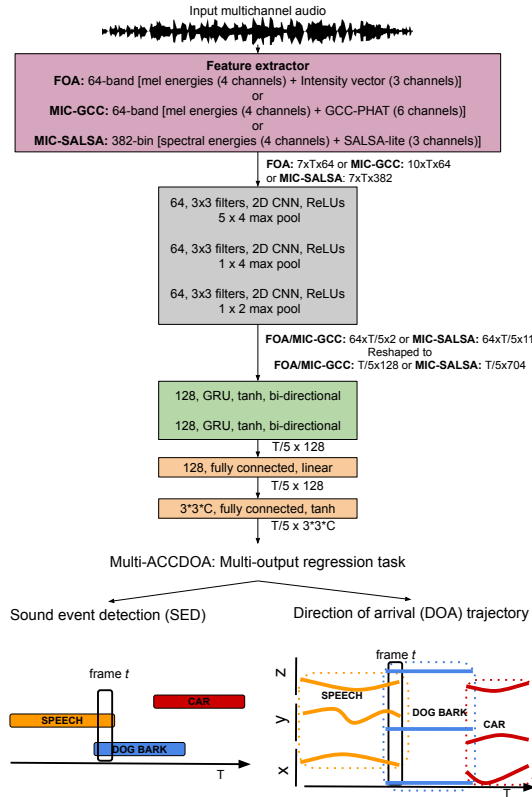 Input multichannel audio
Feature extractor
FOA: 64-band [mel energies (4 channels) + Intensity vector (3 channels)]
or
MIC-GCC: 64-band [mel energies (4 channels) + GCC-PHAT (6 channels)]
or
MIC-SALSA: 382-bin [spectral energies (4 channels) + SALSA-lite (3 channels)]
FOA: 7xTx64 or MIC-GCC: 10xTx64
or MIC-SALSA: 7xTx382
64, 3x3 filters, 2D CNN, ReLUs
5 x 4 max pool
64, 3x3 filters, 2D CNN, ReLUs
1 x 4 max pool
64, 3x3 filters, 2D CNN, ReLUs
1 x 2 max pool
FOA/MIC-GCC: 64xT/5x2 or MIC-SALSA: 64xT/5x11
Reshaped to
FOA/MIC-GCC: T/5x128 or MIC-SALSA: T/5x704
128, GRU, tanh, bi-directional
128, GRU, tanh, bi-directional
T/5 x 128
128, fully connected, linear
T/5 x 128
3*3*C, fully connected, tanh
T/5 x 3*3*C
Multi-ACCDOA: Multi-output regression task
Sound event detection (SED)
frame t
CAR
SPEECH
DOG BARK
T
Direction of arrival (DOA) trajectory
frame t
z
SPEECH
DOG BARK
y
CAR
x
T